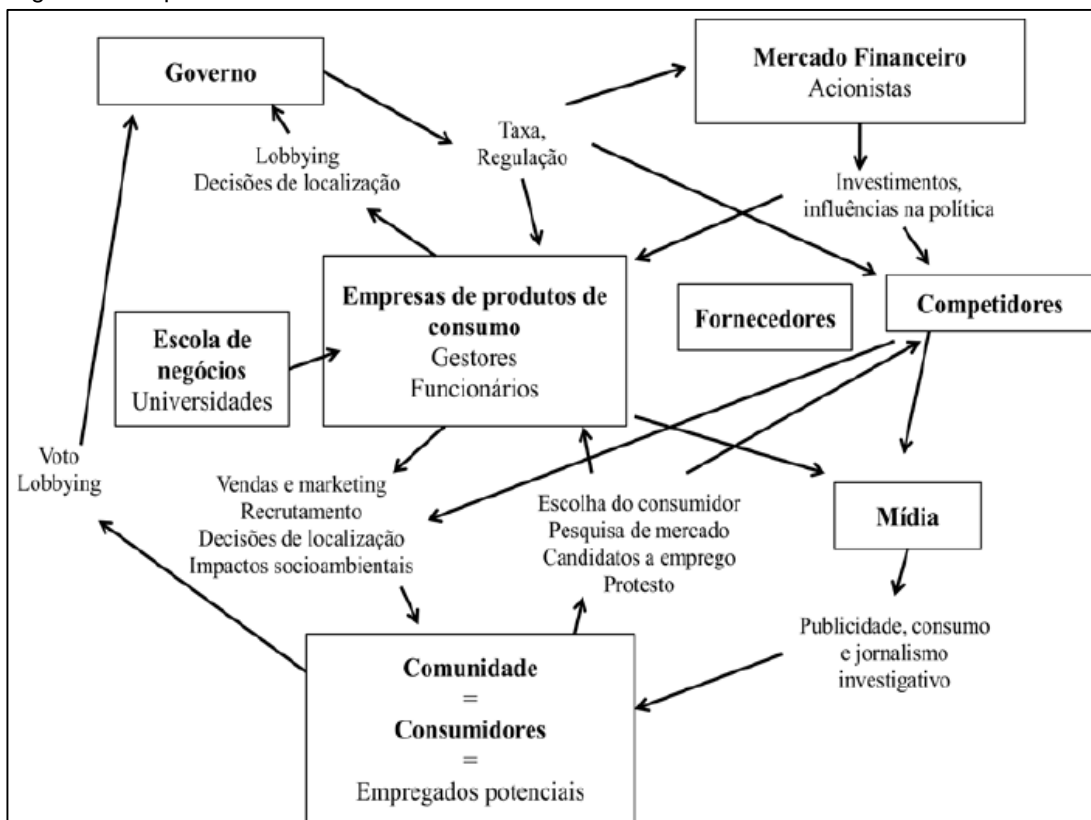 Governo
Mercado Financeiro
Acionistas
Taxa,
Regulação
Lobbying
Decisões de localização
Investimentos,
influências na política
Empresas de produtos de
consumo
Gestores
Funcionários
Fornecedores
Competidores
Escola de
negócios
Universidades
Voto
Lobbying
Vendas e marketing
Recrutamento
Decisões de localização
Impactos socioambientais
Escolha do consumidor
Pesquisa de mercado
Candidatos a emprego
Protesto
Mídia
Publicidade, consumo
e jornalismo
investigativo
Comunidade
=
Consumidores
=
Empregados potenciais